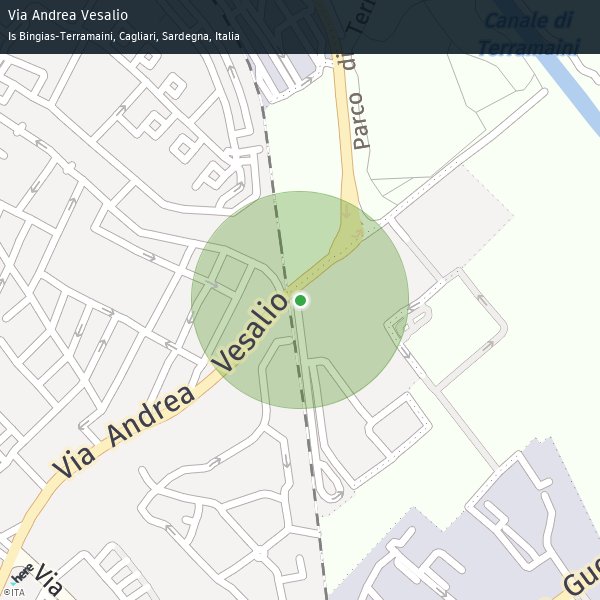 Via Andrea Vesalio
Is Bingias-Terramaini, Cagliari, Sardegna, Italia
Canale di
Terramaini
Parco di Terr
Via Andrea Vesalio
here
Via
©ITA
Gue